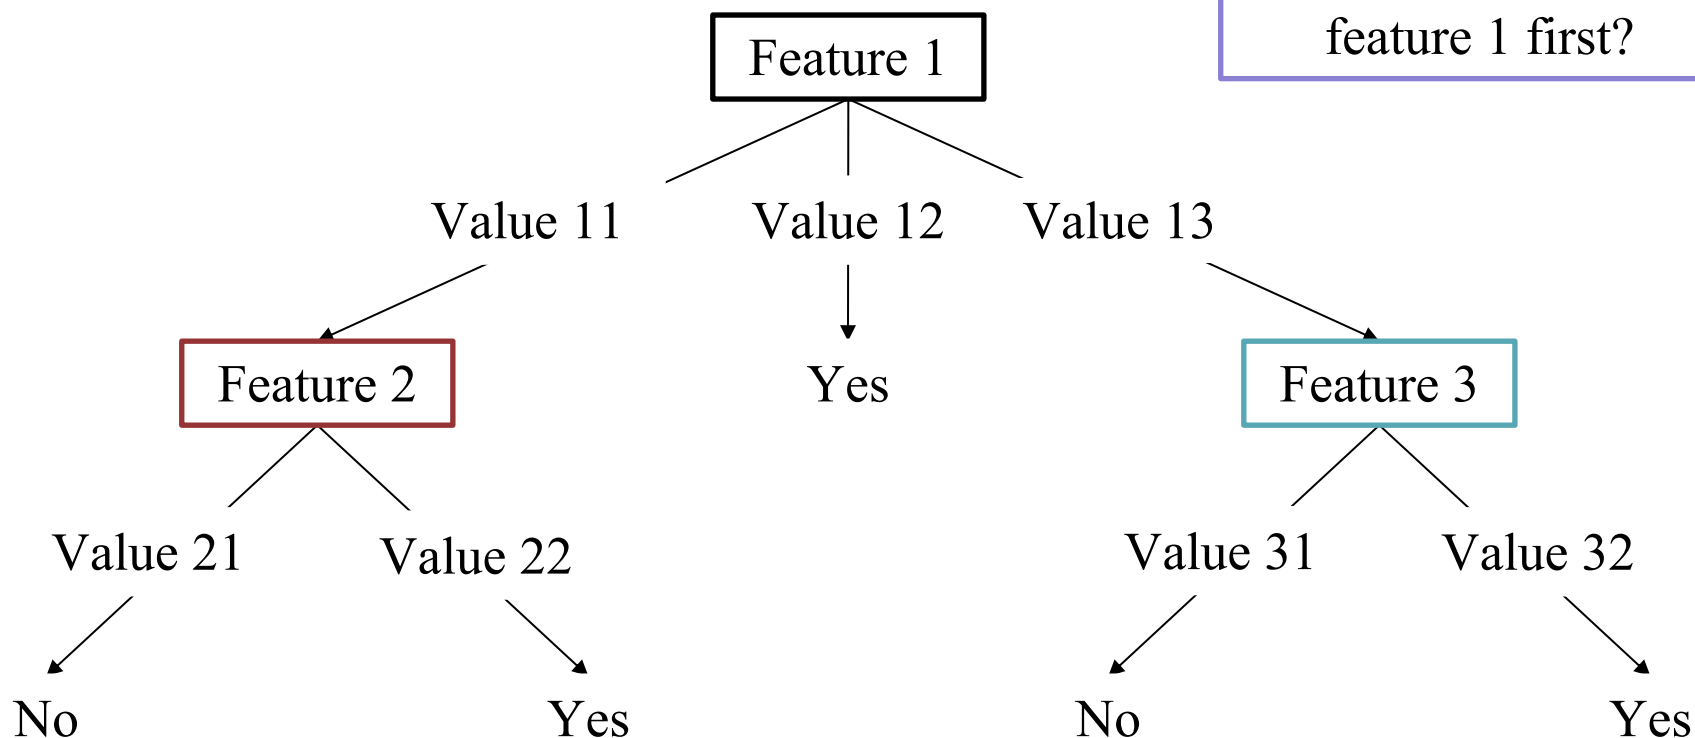 feature 1 first?
Feature 1
Value 11 Value 12 Value 13
Feature 2 Yes Feature 3
Value 21 Value 22 Value 31 Value 32
No Yes No Yes